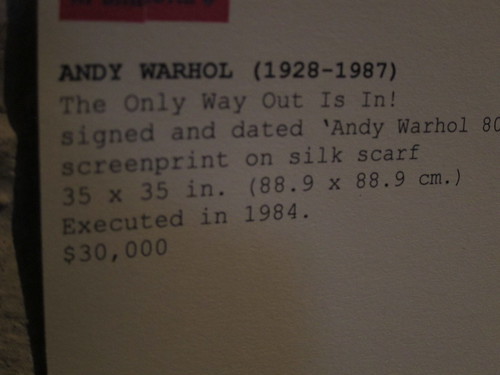 ANDY WARHOL (1928-1987)
The Only Way Out Is In!
signed and dated 'Andy Warhol 80
screenprint on silk scarf
35 x 35 in. (88.9 x 88.9 cm.)
Executed in 1984.
$30,000